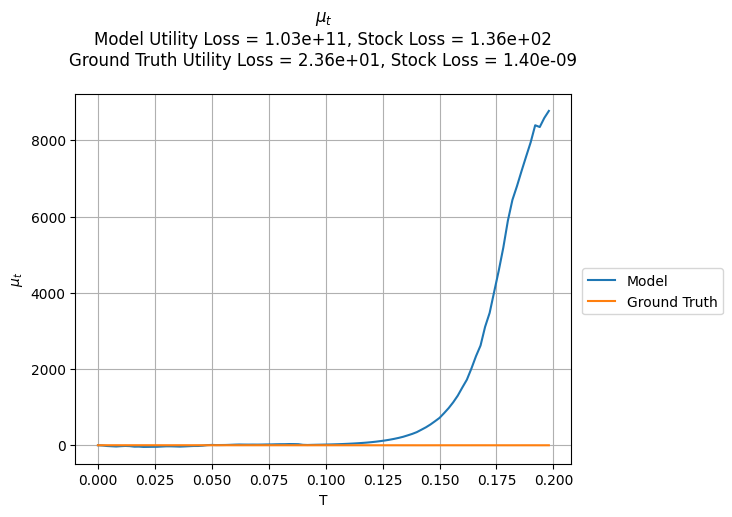 μ_t
Model Utility Loss = 1.03e+11, Stock Loss = 1.36e+02
Ground Truth Utility Loss = 2.36e+01, Stock Loss = 1.40e-09
8000
6000
4000
2000
0
μ_t
0.000 0.025 0.050 0.075 0.100 0.125 0.150 0.175 0.200
T
Model
Ground Truth